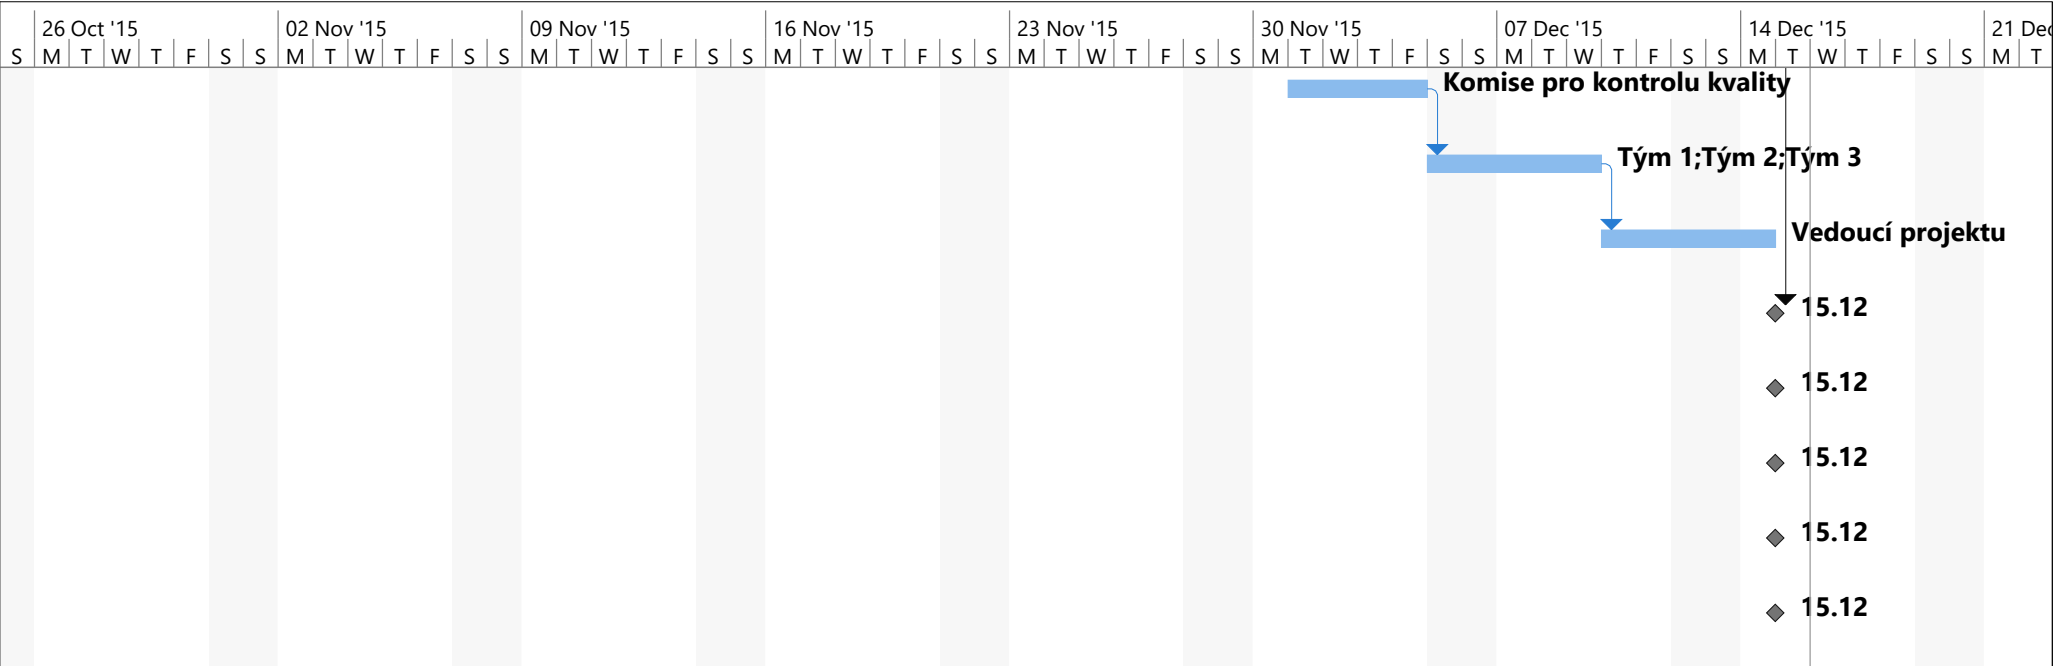 26 Oct '15 02 Nov '15 09 Nov '15 16 Nov '15 23 Nov '15 30 Nov '15 07 Dec '15 14 Dec '15 21 Dec
S M T W T F S S M T W T F S S M T W T F S S M T W T F S S M T W T F S S M T W T F S S M T W T F S S M T W T F S S M T
Komise pro kontrolu kvality
Tým 1;Tým 2;Tým 3
Vedoucí projektu
15.12
15.12
15.12
15.12
15.12